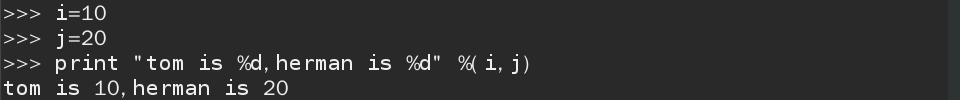 >>> i=10
>>> j=20
>>> print "tom is %d,herman is %d" %(i,j)
tom is 10,herman is 20